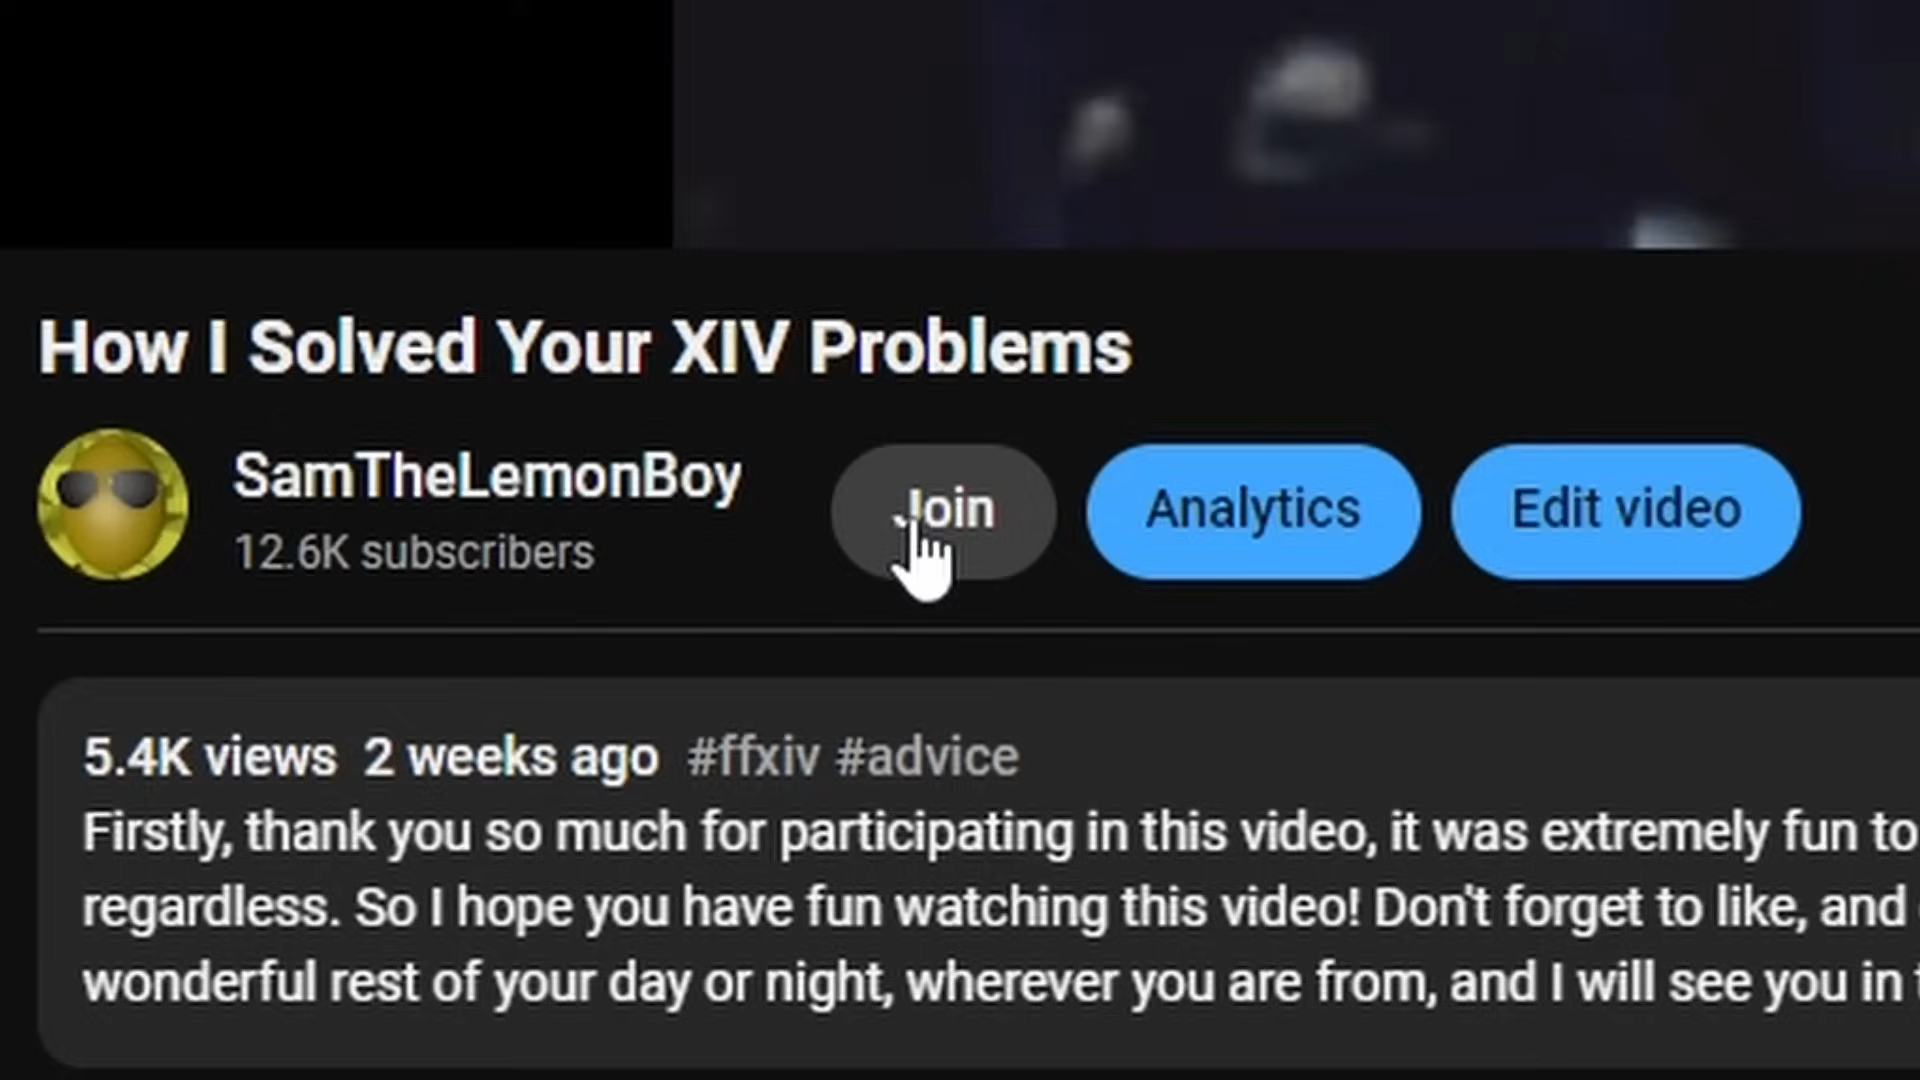 How I Solved Your XIV Problems
SamTheLemonBoy
12.6K subscribers
Join
Analytics
Edit video
5.4K views 2 weeks ago #ffxiv #advice
Firstly, thank you so much for participating in this video, it was extremely fun to
regardless. So I hope you have fun watching this video! Don't forget to like, and
wonderful rest of your day or night, wherever you are from, and I will see you in